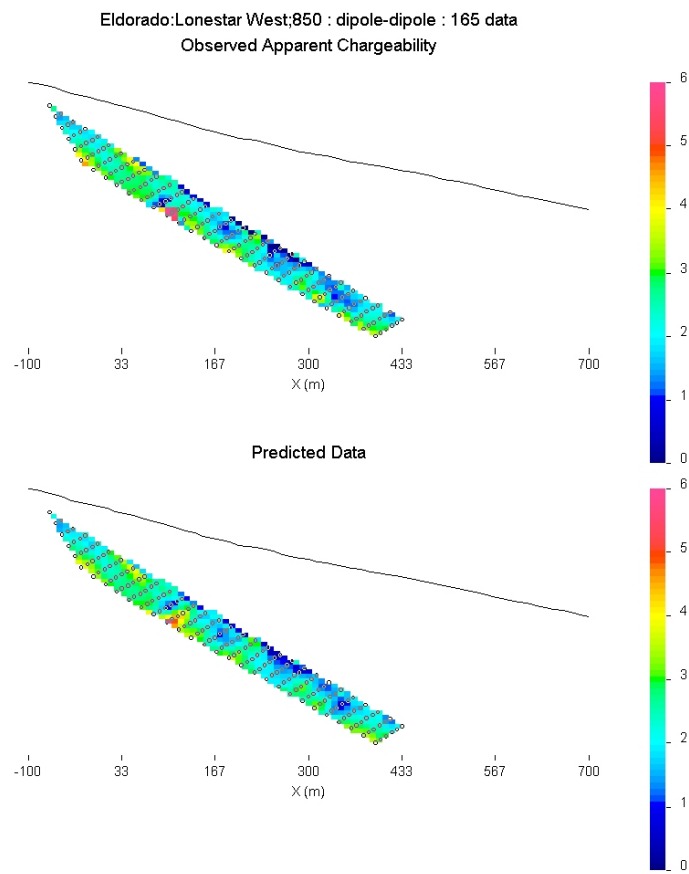 Eldorado:Lonestar West;850 : dipole-dipole : 165 data
Observed Apparent Chargeability
6
5
4
3
2
1
0
-100 33 167 300 433 567 700
X (m)
Predicted Data
6
5
4
3
2
1
0
-100 33 167 300 433 567 700
X (m)